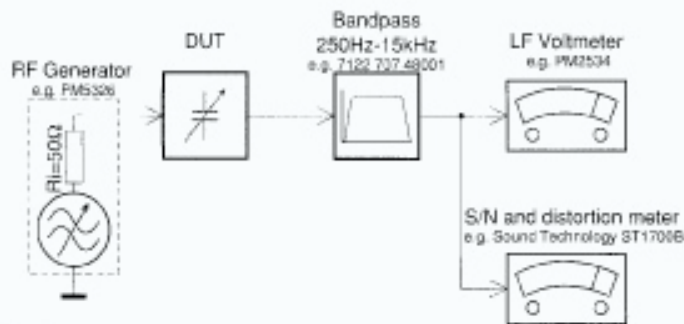 RF Generator
e.g. PM5326
Ri=50Ω
DUT
Bandpass
250Hz-15kHz
e.g. 7122 707 48001
LF Voltmeter
e.g. PM2534
S/N and distortion meter
e.g. Sound Technology ST1700B